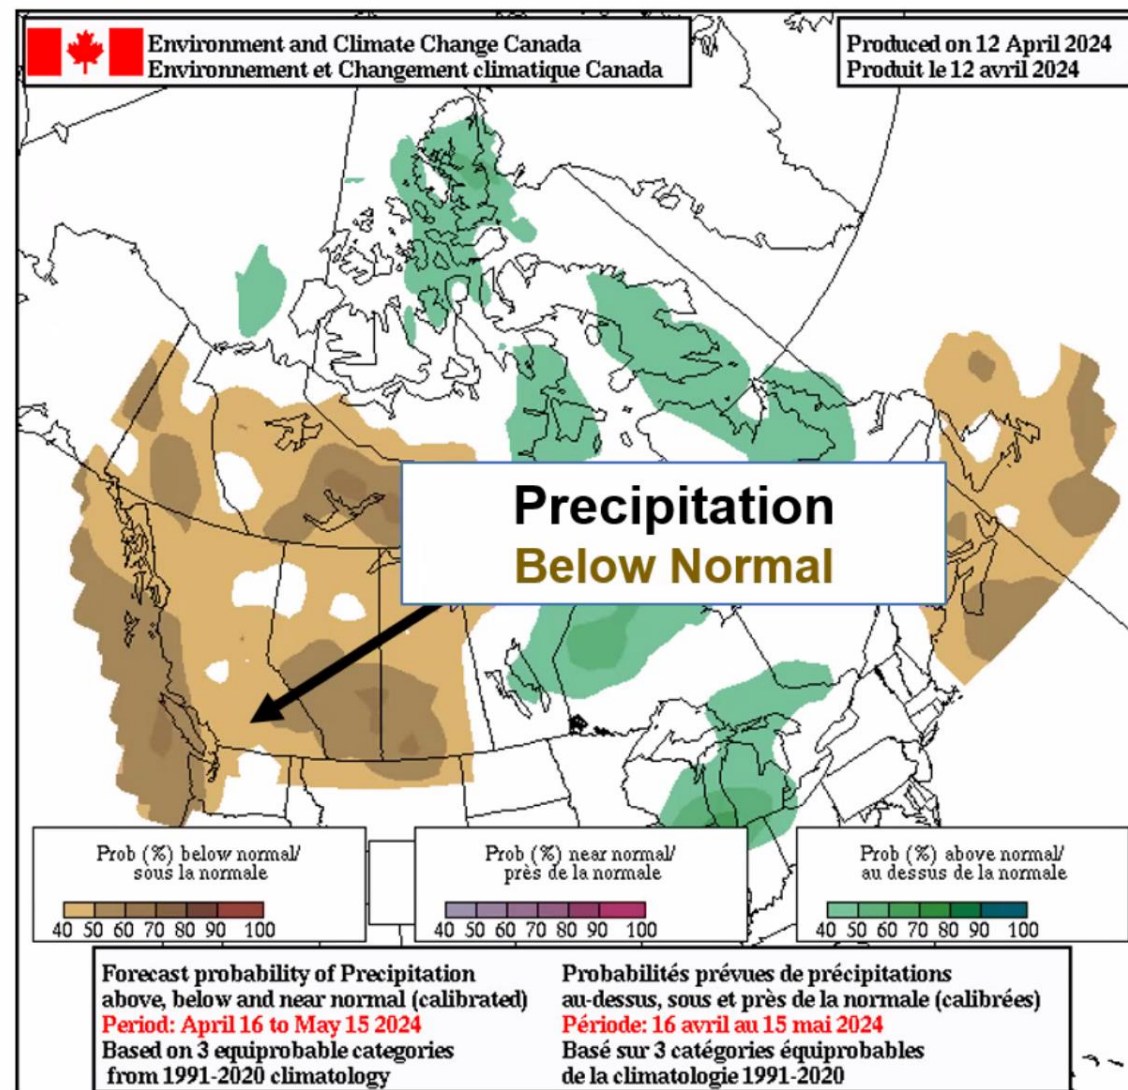 Environment and Climate Change Canada
Environnement et Changement climatique Canada
Produced on 12 April 2024
Produit le 12 avril 2024
Precipitation
Below Normal
Prob (%) below normal/
sous la normale
40 50 60 70 80 90 100
Prob (%) near normal/
près de la normale
40 50 60 70 80 90 100
Prob (%) above normal/
au dessus de la normale
40 50 60 70 80 90 100
Forecast probability of Precipitation
above, below and near normal (calibrated)
Period: April 16 to May 15 2024
Based on 3 equiprobable categories
from 1991-2020 climatology
Probabilités prévues de précipitations
au-dessus, sous et près de la normale (calibrées)
Période: 16 avril au 15 mai 2024
Basé sur 3 catégories équiprobables
de la climatologie 1991-2020